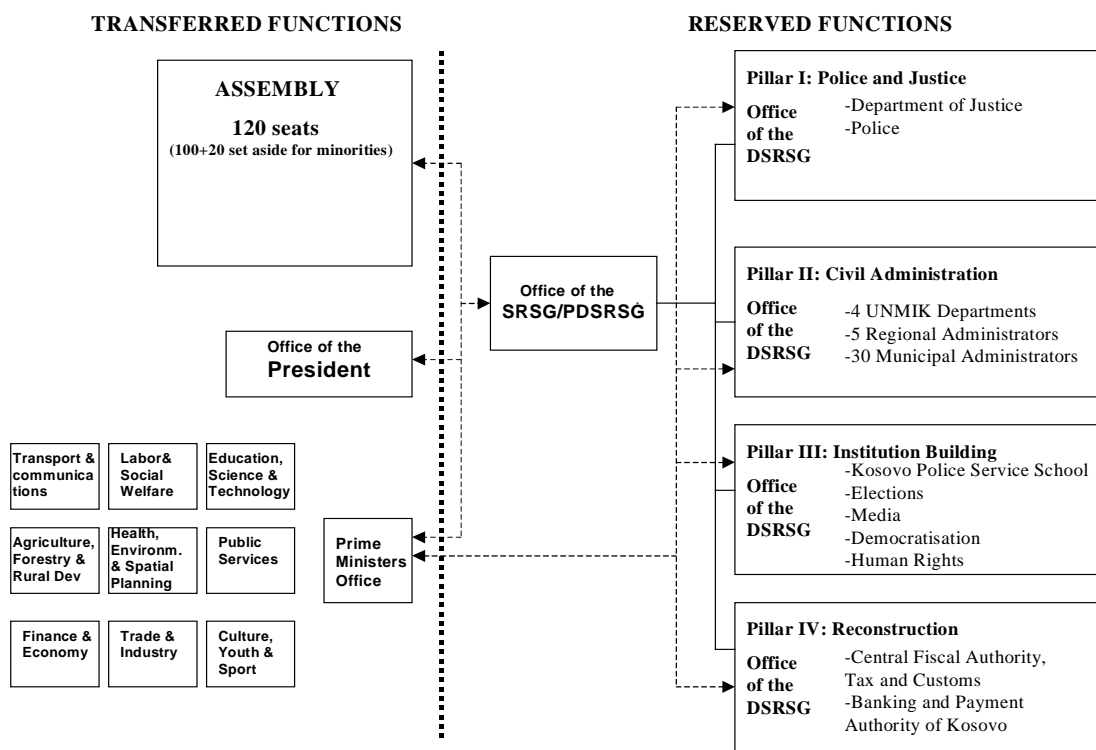 TRANSFERRED FUNCTIONS
RESERVED FUNCTIONS
ASSEMBLY
120 seats
(100+20 set aside for minorities)
Office of the
President
Transport &
communica
tions
Labor&
Social
Welfare
Education,
Science &
Technology
Agriculture,
Forestry &
Rural Dev
Health,
Environm.
& Spatial
Planning
Public
Services
Finance &
Economy
Trade &
Industry
Culture,
Youth &
Sport
Prime
Ministers
Office
Office of the
SRSG/PDSRSG
Pillar I: Police and Justice
Office
of the
DSRSG
-Department of Justice
-Police
Pillar II: Civil Administration
Office
of the
DSRSG
-4 UNMIK Departments
-5 Regional Administrators
-30 Municipal Administrators
Pillar III: Institution Building
Office
of the
DSRSG
-Kosovo Police Service School
-Elections
-Media
-Democratisation
-Human Rights
Pillar IV: Reconstruction
Office
of the
DSRSG
-Central Fiscal Authority,
Tax and Customs
-Banking and Payment
Authority of Kosovo